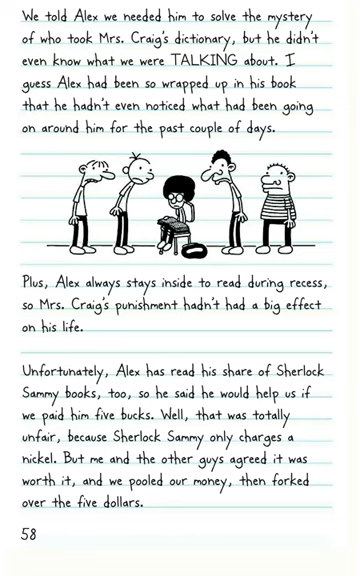 We told Alex we needed him to solve the mystery
of who took Mrs. Craig's dictionary, but he didn't
even know what we were TALKING about. I
guess Alex had been so wrapped up in his book
that he hadn't even noticed what had been going
on around him for the past couple of days.
Plus, Alex always stays inside to read during recess,
so Mrs. Craig's punishment hadn't had a big effect
on his life.
Unfortunately, Alex has read his share of Sherlock
Sammy books, too, so he said he would help us if
we paid him five bucks. Well, that was totally
unfair, because Sherlock Sammy only charges a
nickel. But me and the other guys agreed it was
worth it, and we pooled our money, then forked
over the five dollars.
58